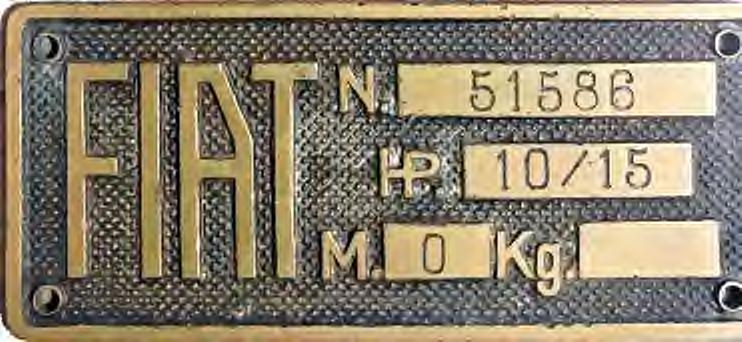 FIAT
N. 51586
HP 10/15
M. 0 Kg.